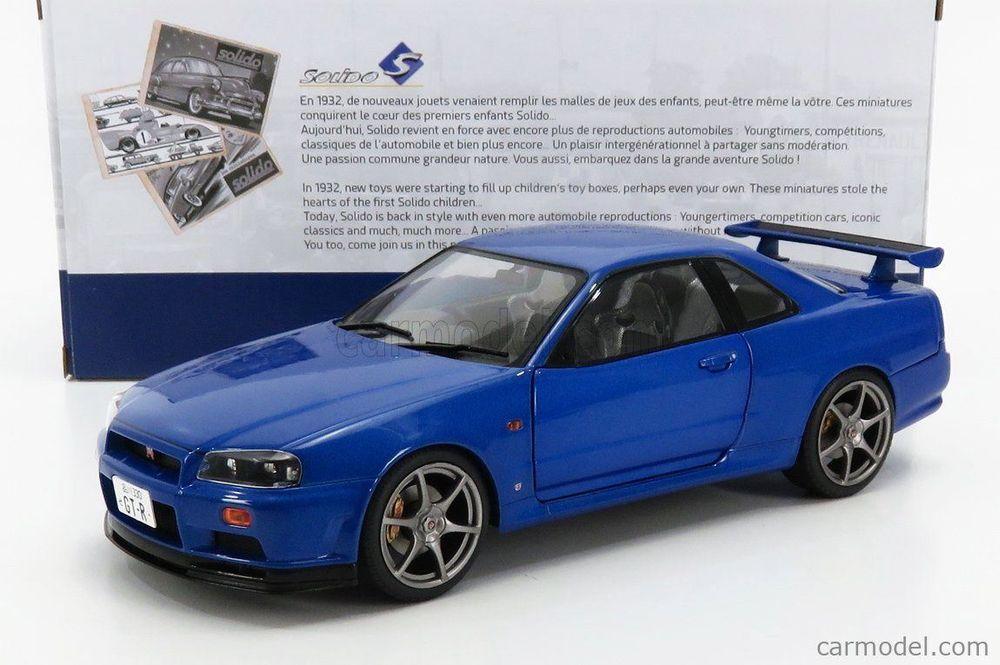 solido
solido
SOLIDO S
En 1932, de nouveaux jouets venaient remplir les malles de jeux des enfants, peut-être même la vôtre. Ces miniatures
conquirent le cœur des premiers enfants Solido...
Aujourd'hui, Solido revient en force avec encore plus de reproductions automobiles : Youngtimers, compétitions,
classiques de l'automobile et bien plus encore... Un plaisir intergénérationnel à partager sans modération.
Une passion commune grandeur nature. Vous aussi, embarquez dans la grande aventure Solido !
In 1932, new toys were starting to fill up children's toy boxes, perhaps even your own. These miniatures stole the
hearts of the first Solido children...
Today, Solido is back in style with even more automobile reproductions : Youngertimers, competition cars, iconic
classics and much, much more... A without
You too, come join us in this
carmodel
GT-R
carmodel.com